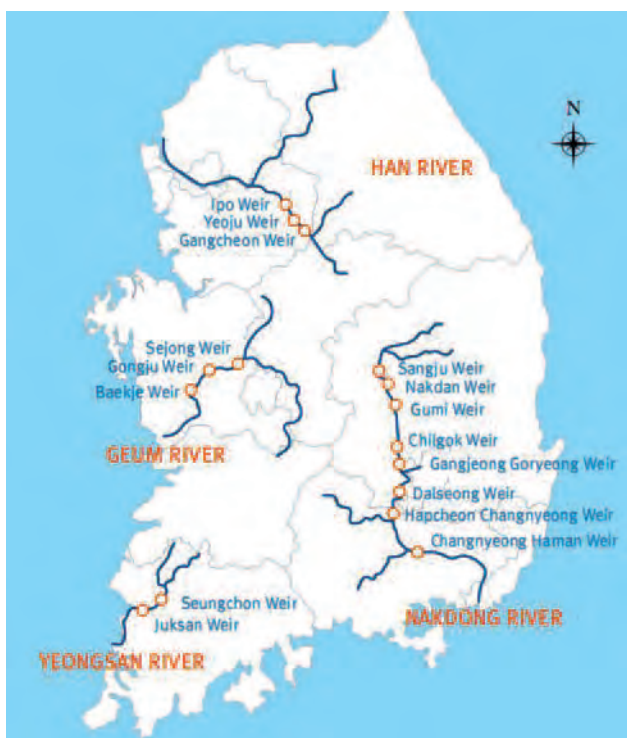 N
HAN RIVER
Ipo Weir
Yeoju Weir
Gangcheon Weir
Sejong Weir
Gongju Weir
Baekje Weir
GEUM RIVER
Sangju Weir
Nakdan Weir
Gumi Weir
Chilgok Weir
Gangjeong Goryeong Weir
Dalseong Weir
Hapcheon Changnyeong Weir
Changnyeong Haman Weir
NAKDONG RIVER
Seungchon Weir
Juksan Weir
YEONGSAN RIVER